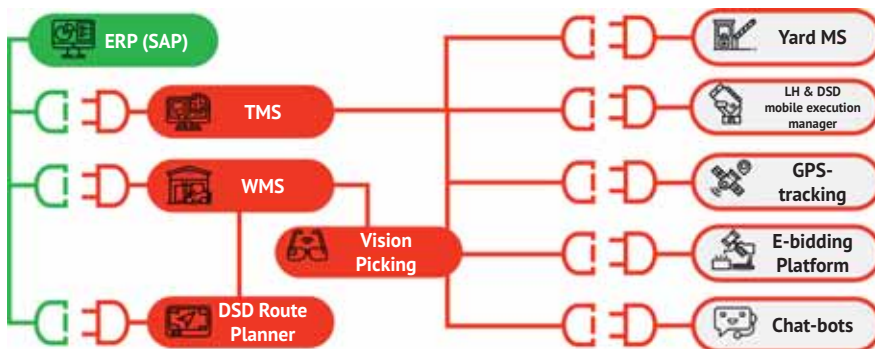 ERP (SAP)
TMS
WMS
Vision
Picking
DSD Route
Planner
Yard MS
LH & DSD
mobile execution
manager
GPS-
tracking
E-bidding
Platform
Chat-bots